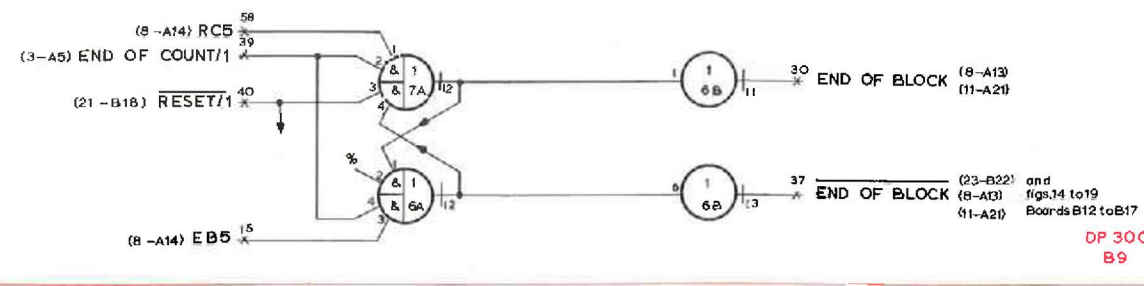 58
(8-A14) RC5
39
(3-A5) END OF COUNT/1
40
(21-B18) RESET/1
1
2
3
4
& 1
& 7A
12
1
1
6B
11
30
END OF BLOCK (8-A13)
(11-A21)
%
1
2
4
3
& 1
& 6A
12
6
1
6B
13
37
END OF BLOCK (23-B22) and
(8-A13) figs.14 to 19
(11-A21) Boards B12 to B17
15
(8-A14) EB5
DP 300
B9